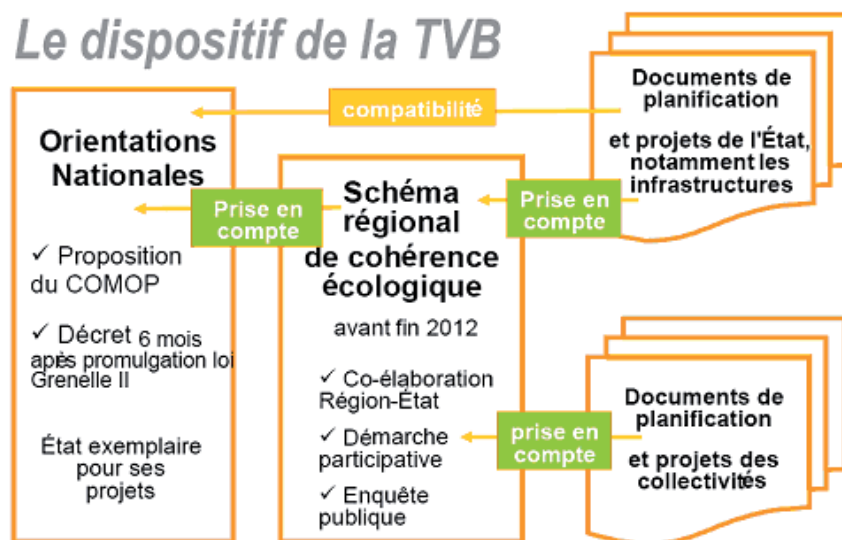 Le dispositif de la TVB
Orientations
Nationales
✓ Proposition
du COMOP
✓ Décret 6 mois
après promulgation loi
Grenelle II
État exemplaire
pour ses
projets
compatibilité
Prise en
compte
Schéma
régional
de cohérence
écologique
avant fin 2012
✓ Co-élaboration
Région-État
✓ Démarche
participative
✓ Enquête
publique
Prise en
compte
Documents de
planification
et projets de l'État,
notamment les
infrastructures
prise en
compte
Documents de
planification
et projets des
collectivités